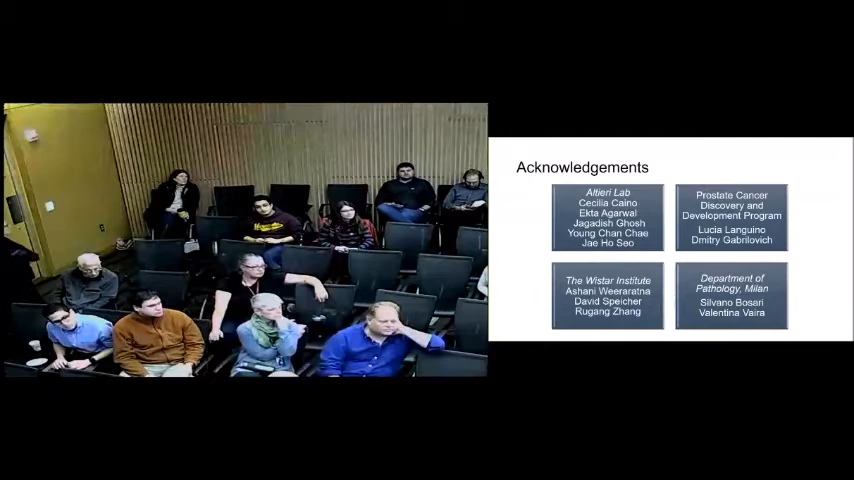 Acknowledgements
Altieri Lab
Cecilia Caino
Ekta Agarwal
Jagadish Ghosh
Young Chan Chae
Jae Ho Seo
Prostate Cancer
Discovery and
Development Program
Lucia Languino
Dmitry Gabrilovich
The Wistar Institute
Ashani Weeraratna
David Speicher
Rugang Zhang
Department of
Pathology, Milan
Silvano Bosari
Valentina Vaira